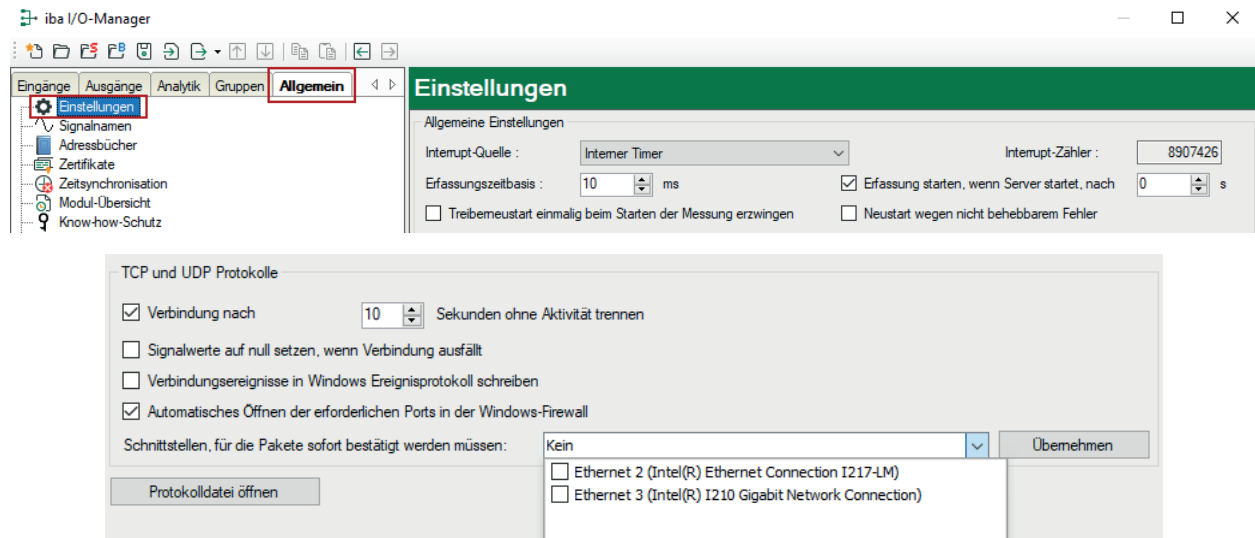 iba I/O-Manager
Eingänge Ausgänge Analytik Gruppen Allgemein
Einstellungen
Signalnamen
Adressbücher
Zertifikate
Zeitsynchronisation
Modul-Übersicht
Know-how-Schutz
Einstellungen
Allgemeine Einstellungen
Interrupt-Quelle : Interner Timer Interrupt-Zähler : 8907426
Erfassungszeitbasis : 10 ms Erfassung starten, wenn Server startet, nach 0 s
Treiberneustart einmalig beim Starten der Messung erzwingen Neustart wegen nicht behebbarem Fehler
TCP und UDP Protokolle
Verbindung nach 10 Sekunden ohne Aktivität trennen
Signalwerte auf null setzen, wenn Verbindung ausfällt
Verbindungsereignisse in Windows Ereignisprotokoll schreiben
Automatisches Öffnen der erforderlichen Ports in der Windows-Firewall
Schnittstellen, für die Pakete sofort bestätigt werden müssen: Kein Übernehmen
Ethernet 2 (Intel(R) Ethernet Connection I217-LM)
Ethernet 3 (Intel(R) I210 Gigabit Network Connection)
Protokolldatei öffnen